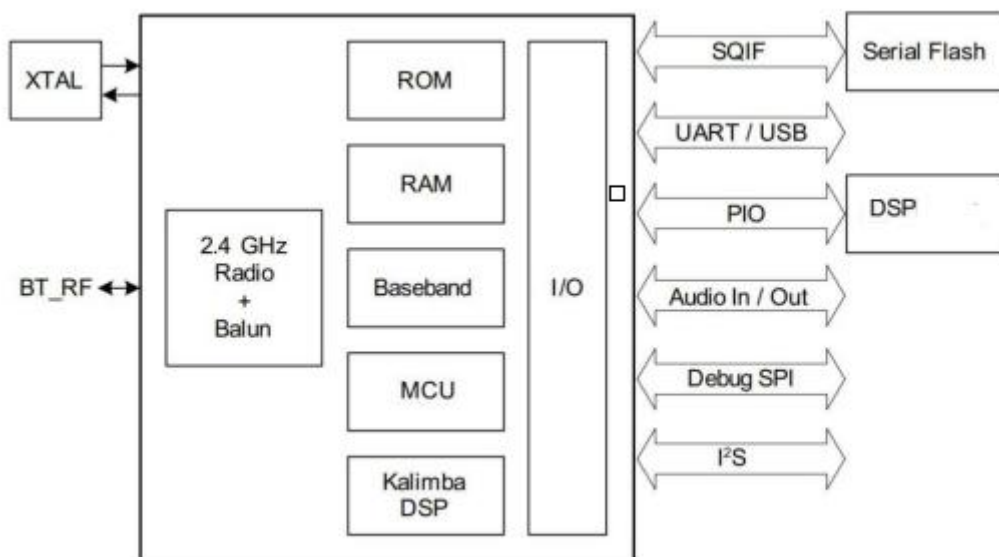 XTAL
BT_RF
2.4 GHz
Radio
+
Balun
ROM
RAM
Baseband
MCU
Kalimba
DSP
I/O
SQIF
UART / USB
PIO
Audio In / Out
Debug SPI
I²S
Serial Flash
DSP